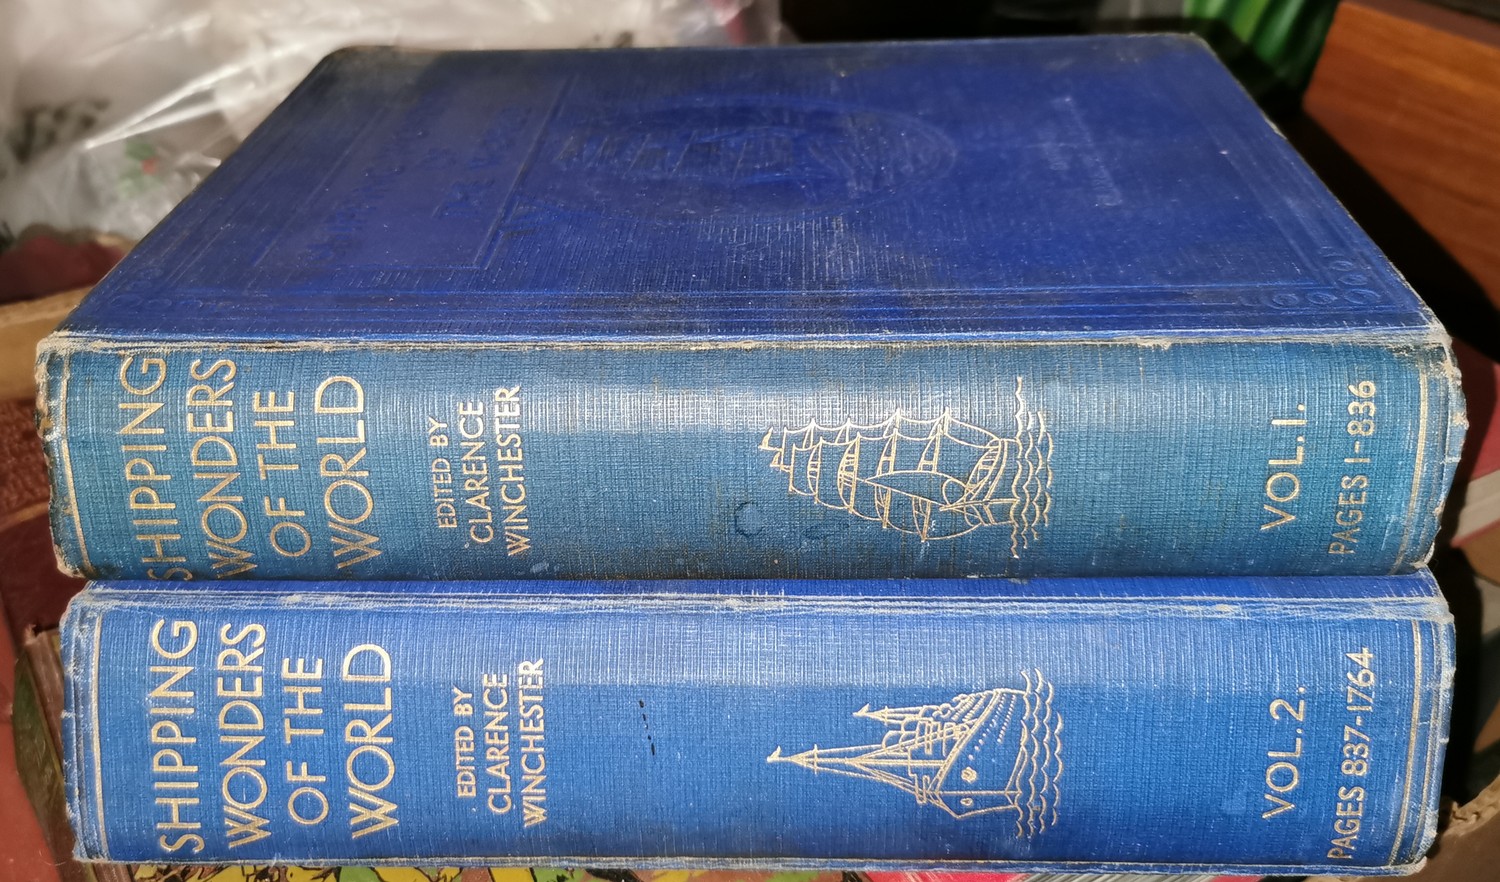 SHIPPING
WONDERS
OF THE
WORLD
EDITED BY
CLARENCE
WINCHESTER
VOL.1.
PAGES 1-836
SHIPPING
WONDERS
OF THE
WORLD
EDITED BY
CLARENCE
WINCHESTER
VOL.2.
PAGES 837-1764